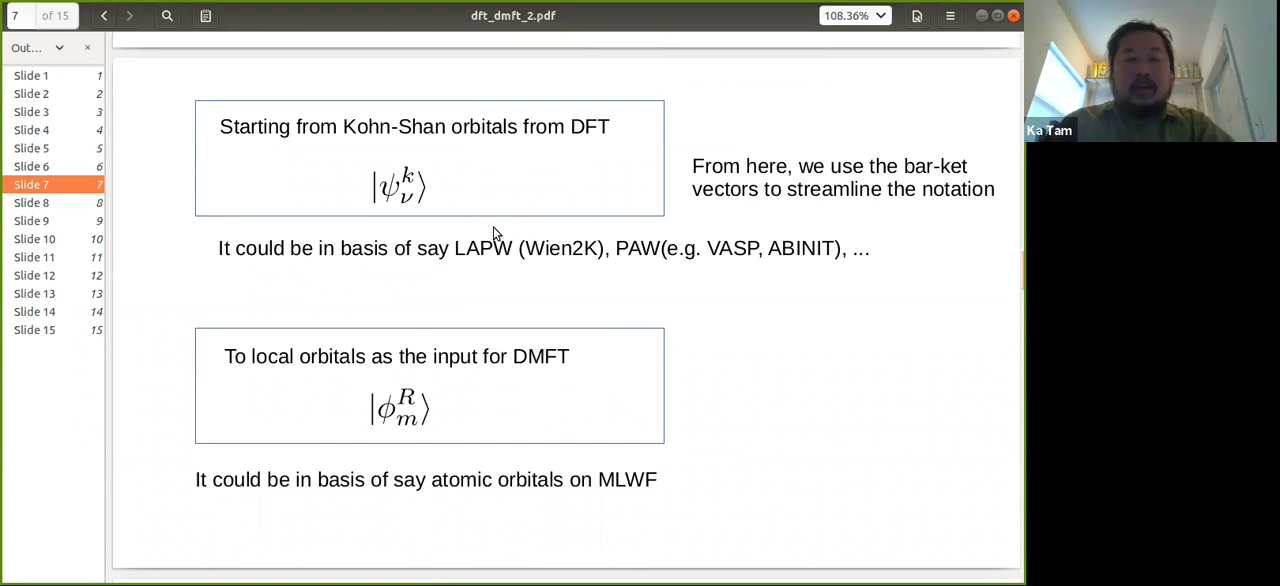 7 of 15
dft_dmft_2.pdf
108.36%
Out...
Slide 1 1
Slide 2 2
Slide 3 3
Slide 4 4
Slide 5 5
Slide 6 6
Slide 7 7
Slide 8 8
Slide 9 9
Slide 10 10
Slide 11 11
Slide 12 12
Slide 13 13
Slide 14 14
Slide 15 15
Starting from Kohn-Shan orbitals from DFT
|ψ_ν^k⟩
From here, we use the bar-ket
vectors to streamline the notation
It could be in basis of say LAPW (Wien2K), PAW(e.g. VASP, ABINIT), ...
To local orbitals as the input for DMFT
|ϕ_m^R⟩
It could be in basis of say atomic orbitals on MLWF
Ka Tam